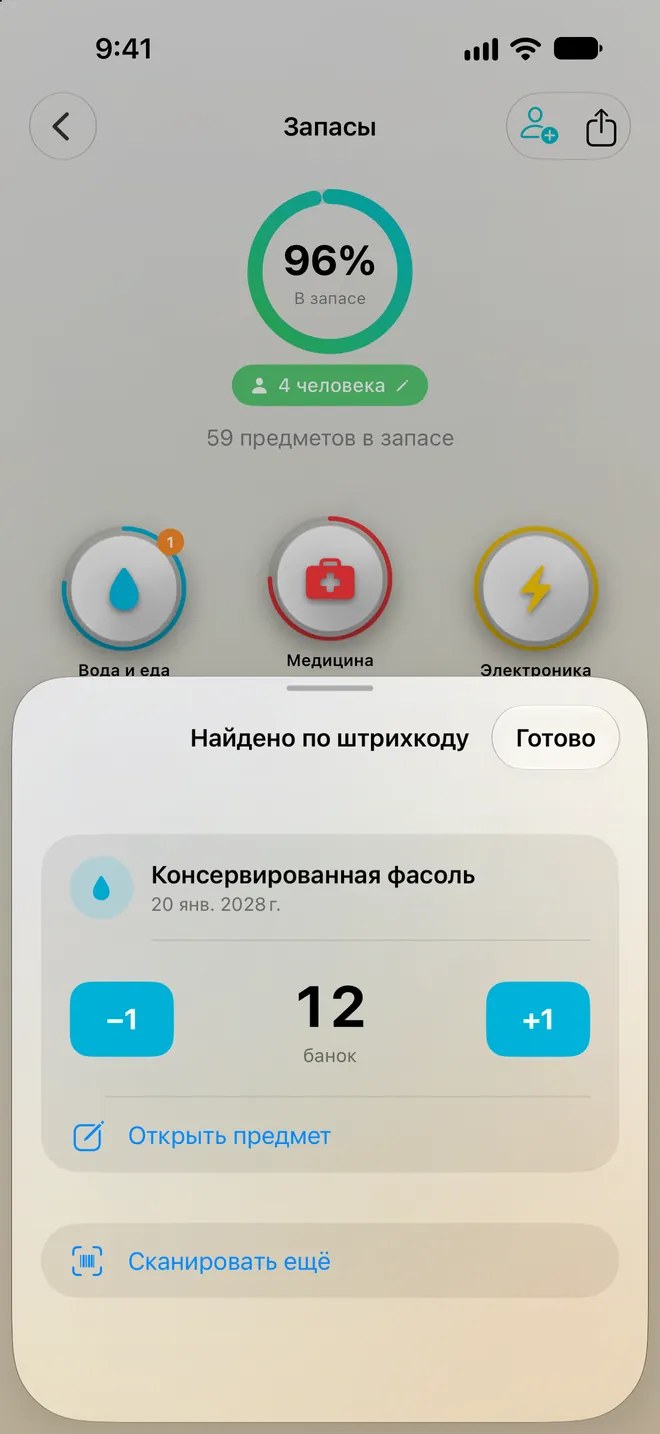 9:41
Запасы
96%
В запасе
4 человека
59 предметов в запасе
1
Вода и еда
Медицина
Электроника
Найдено по штрихкоду
Готово
Консервированная фасоль
20 янв. 2028 г.
−1
12
+1
банок
Открыть предмет
Сканировать ещё